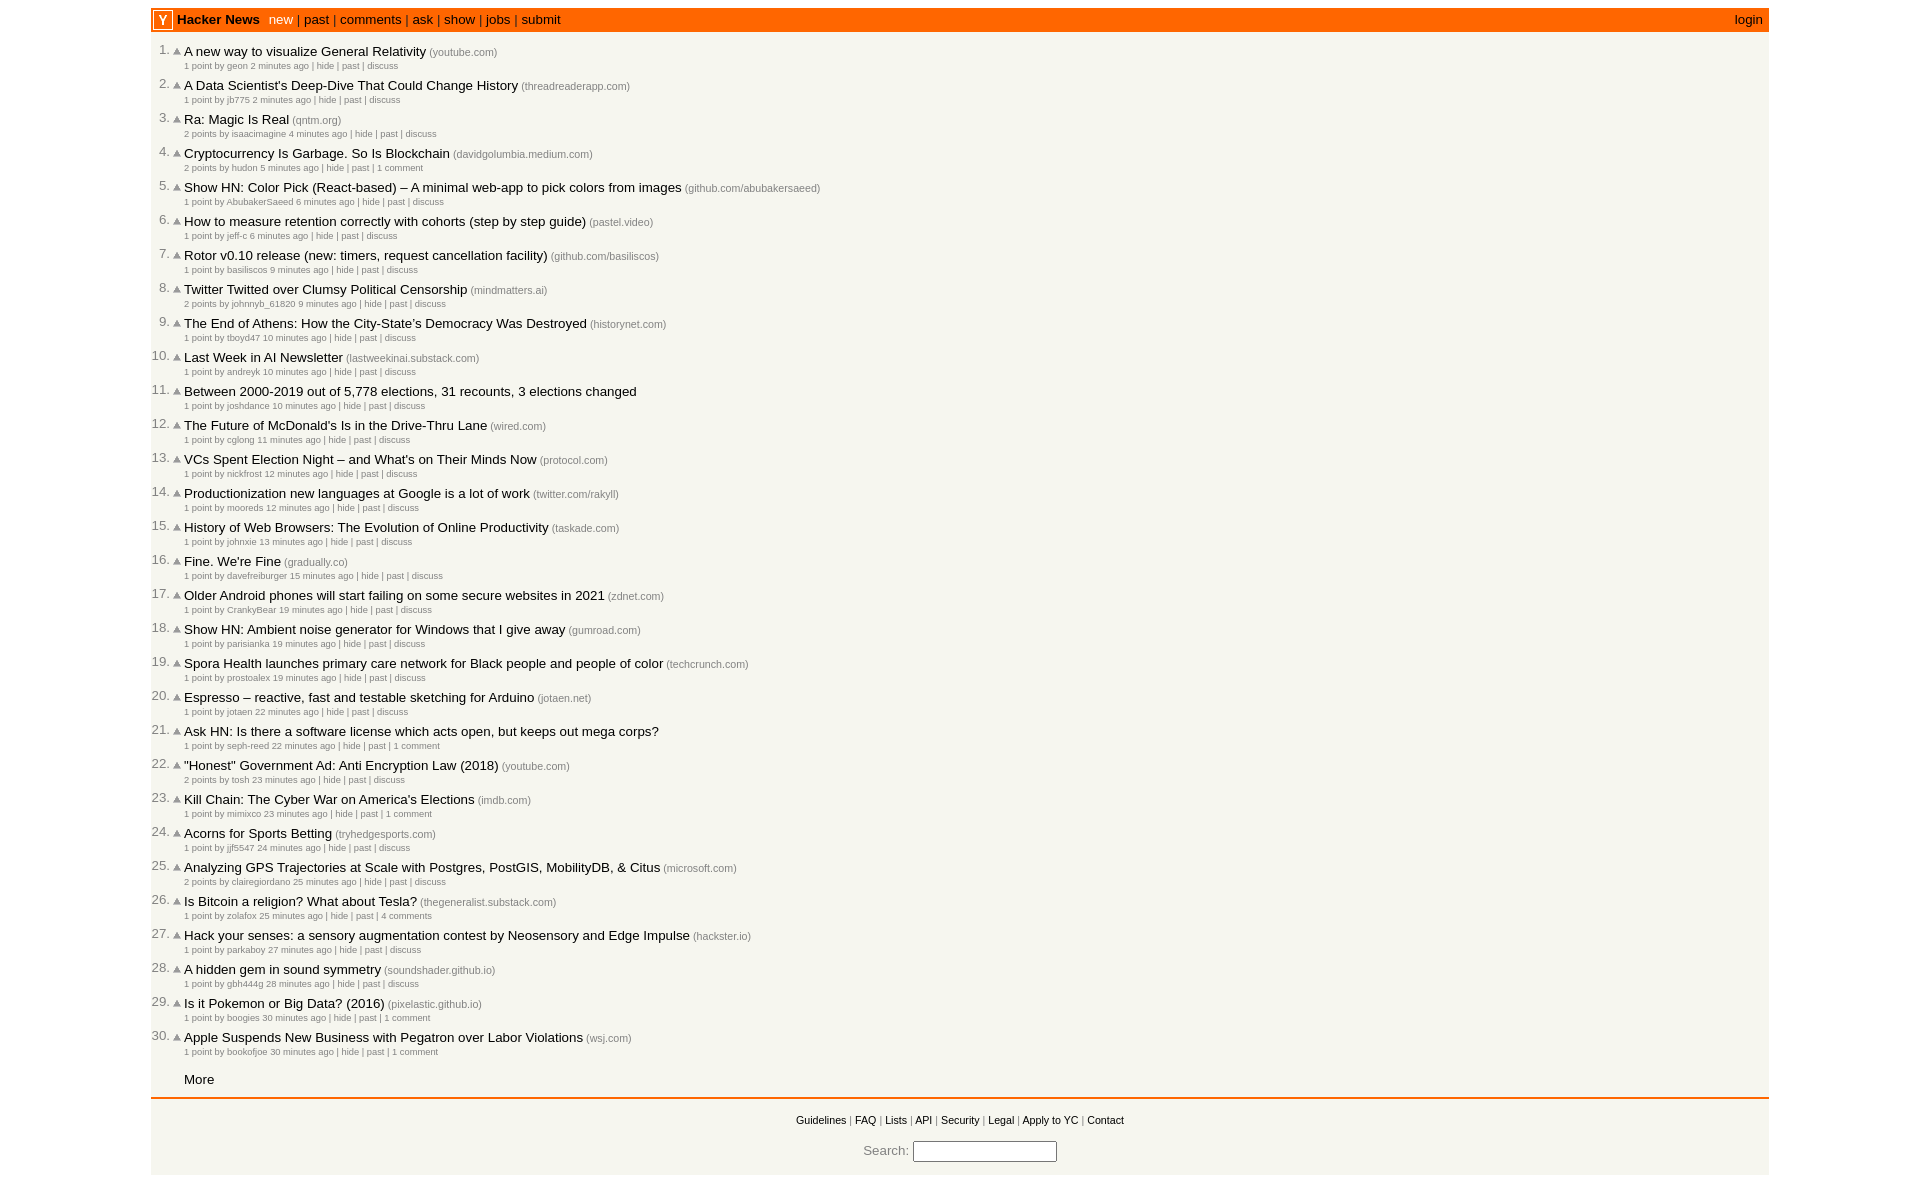 Y Hacker News new | past | comments | ask | show | jobs | submit login
1. A new way to visualize General Relativity (youtube.com)
1 point by geon 2 minutes ago | hide | past | discuss
2. A Data Scientist's Deep-Dive That Could Change History (threadreaderapp.com)
1 point by jb775 2 minutes ago | hide | past | discuss
3. Ra: Magic Is Real (qntm.org)
2 points by isaacimagine 4 minutes ago | hide | past | discuss
4. Cryptocurrency Is Garbage. So Is Blockchain (davidgolumbia.medium.com)
2 points by hudon 5 minutes ago | hide | past | 1 comment
5. Show HN: Color Pick (React-based) – A minimal web-app to pick colors from images (github.com/abubakersaeed)
1 point by AbubakerSaeed 6 minutes ago | hide | past | discuss
6. How to measure retention correctly with cohorts (step by step guide) (pastel.video)
1 point by jeff-c 6 minutes ago | hide | past | discuss
7. Rotor v0.10 release (new: timers, request cancellation facility) (github.com/basiliscos)
1 point by basiliscos 9 minutes ago | hide | past | discuss
8. Twitter Twitted over Clumsy Political Censorship (mindmatters.ai)
2 points by johnnyb_61820 9 minutes ago | hide | past | discuss
9. The End of Athens: How the City-State’s Democracy Was Destroyed (historynet.com)
1 point by tboyd47 10 minutes ago | hide | past | discuss
10. Last Week in AI Newsletter (lastweekinai.substack.com)
1 point by andreyk 10 minutes ago | hide | past | discuss
11. Between 2000-2019 out of 5,778 elections, 31 recounts, 3 elections changed
1 point by joshdance 10 minutes ago | hide | past | discuss
12. The Future of McDonald's Is in the Drive-Thru Lane (wired.com)
1 point by cglong 11 minutes ago | hide | past | discuss
13. VCs Spent Election Night – and What's on Their Minds Now (protocol.com)
1 point by nickfrost 12 minutes ago | hide | past | discuss
14. Productionization new languages at Google is a lot of work (twitter.com/rakyll)
1 point by mooreds 12 minutes ago | hide | past | discuss
15. History of Web Browsers: The Evolution of Online Productivity (taskade.com)
1 point by johnxie 13 minutes ago | hide | past | discuss
16. Fine. We're Fine (gradually.co)
1 point by davefreiburger 15 minutes ago | hide | past | discuss
17. Older Android phones will start failing on some secure websites in 2021 (zdnet.com)
1 point by CrankyBear 19 minutes ago | hide | past | discuss
18. Show HN: Ambient noise generator for Windows that I give away (gumroad.com)
1 point by parisianka 19 minutes ago | hide | past | discuss
19. Spora Health launches primary care network for Black people and people of color (techcrunch.com)
1 point by prostoalex 19 minutes ago | hide | past | discuss
20. Espresso – reactive, fast and testable sketching for Arduino (jotaen.net)
1 point by jotaen 22 minutes ago | hide | past | discuss
21. Ask HN: Is there a software license which acts open, but keeps out mega corps?
1 point by seph-reed 22 minutes ago | hide | past | 1 comment
22. "Honest" Government Ad: Anti Encryption Law (2018) (youtube.com)
2 points by tosh 23 minutes ago | hide | past | discuss
23. Kill Chain: The Cyber War on America's Elections (imdb.com)
1 point by mimixco 23 minutes ago | hide | past | 1 comment
24. Acorns for Sports Betting (tryhedgesports.com)
1 point by jjf5547 24 minutes ago | hide | past | discuss
25. Analyzing GPS Trajectories at Scale with Postgres, PostGIS, MobilityDB, & Citus (microsoft.com)
2 points by clairegiordano 25 minutes ago | hide | past | discuss
26. Is Bitcoin a religion? What about Tesla? (thegeneralist.substack.com)
1 point by zolafox 25 minutes ago | hide | past | 4 comments
27. Hack your senses: a sensory augmentation contest by Neosensory and Edge Impulse (hackster.io)
1 point by parkaboy 27 minutes ago | hide | past | discuss
28. A hidden gem in sound symmetry (soundshader.github.io)
1 point by gbh444g 28 minutes ago | hide | past | discuss
29. Is it Pokemon or Big Data? (2016) (pixelastic.github.io)
1 point by boogies 30 minutes ago | hide | past | 1 comment
30. Apple Suspends New Business with Pegatron over Labor Violations (wsj.com)
1 point by bookofjoe 30 minutes ago | hide | past | 1 comment
More
Guidelines | FAQ | Lists | API | Security | Legal | Apply to YC | Contact
Search: